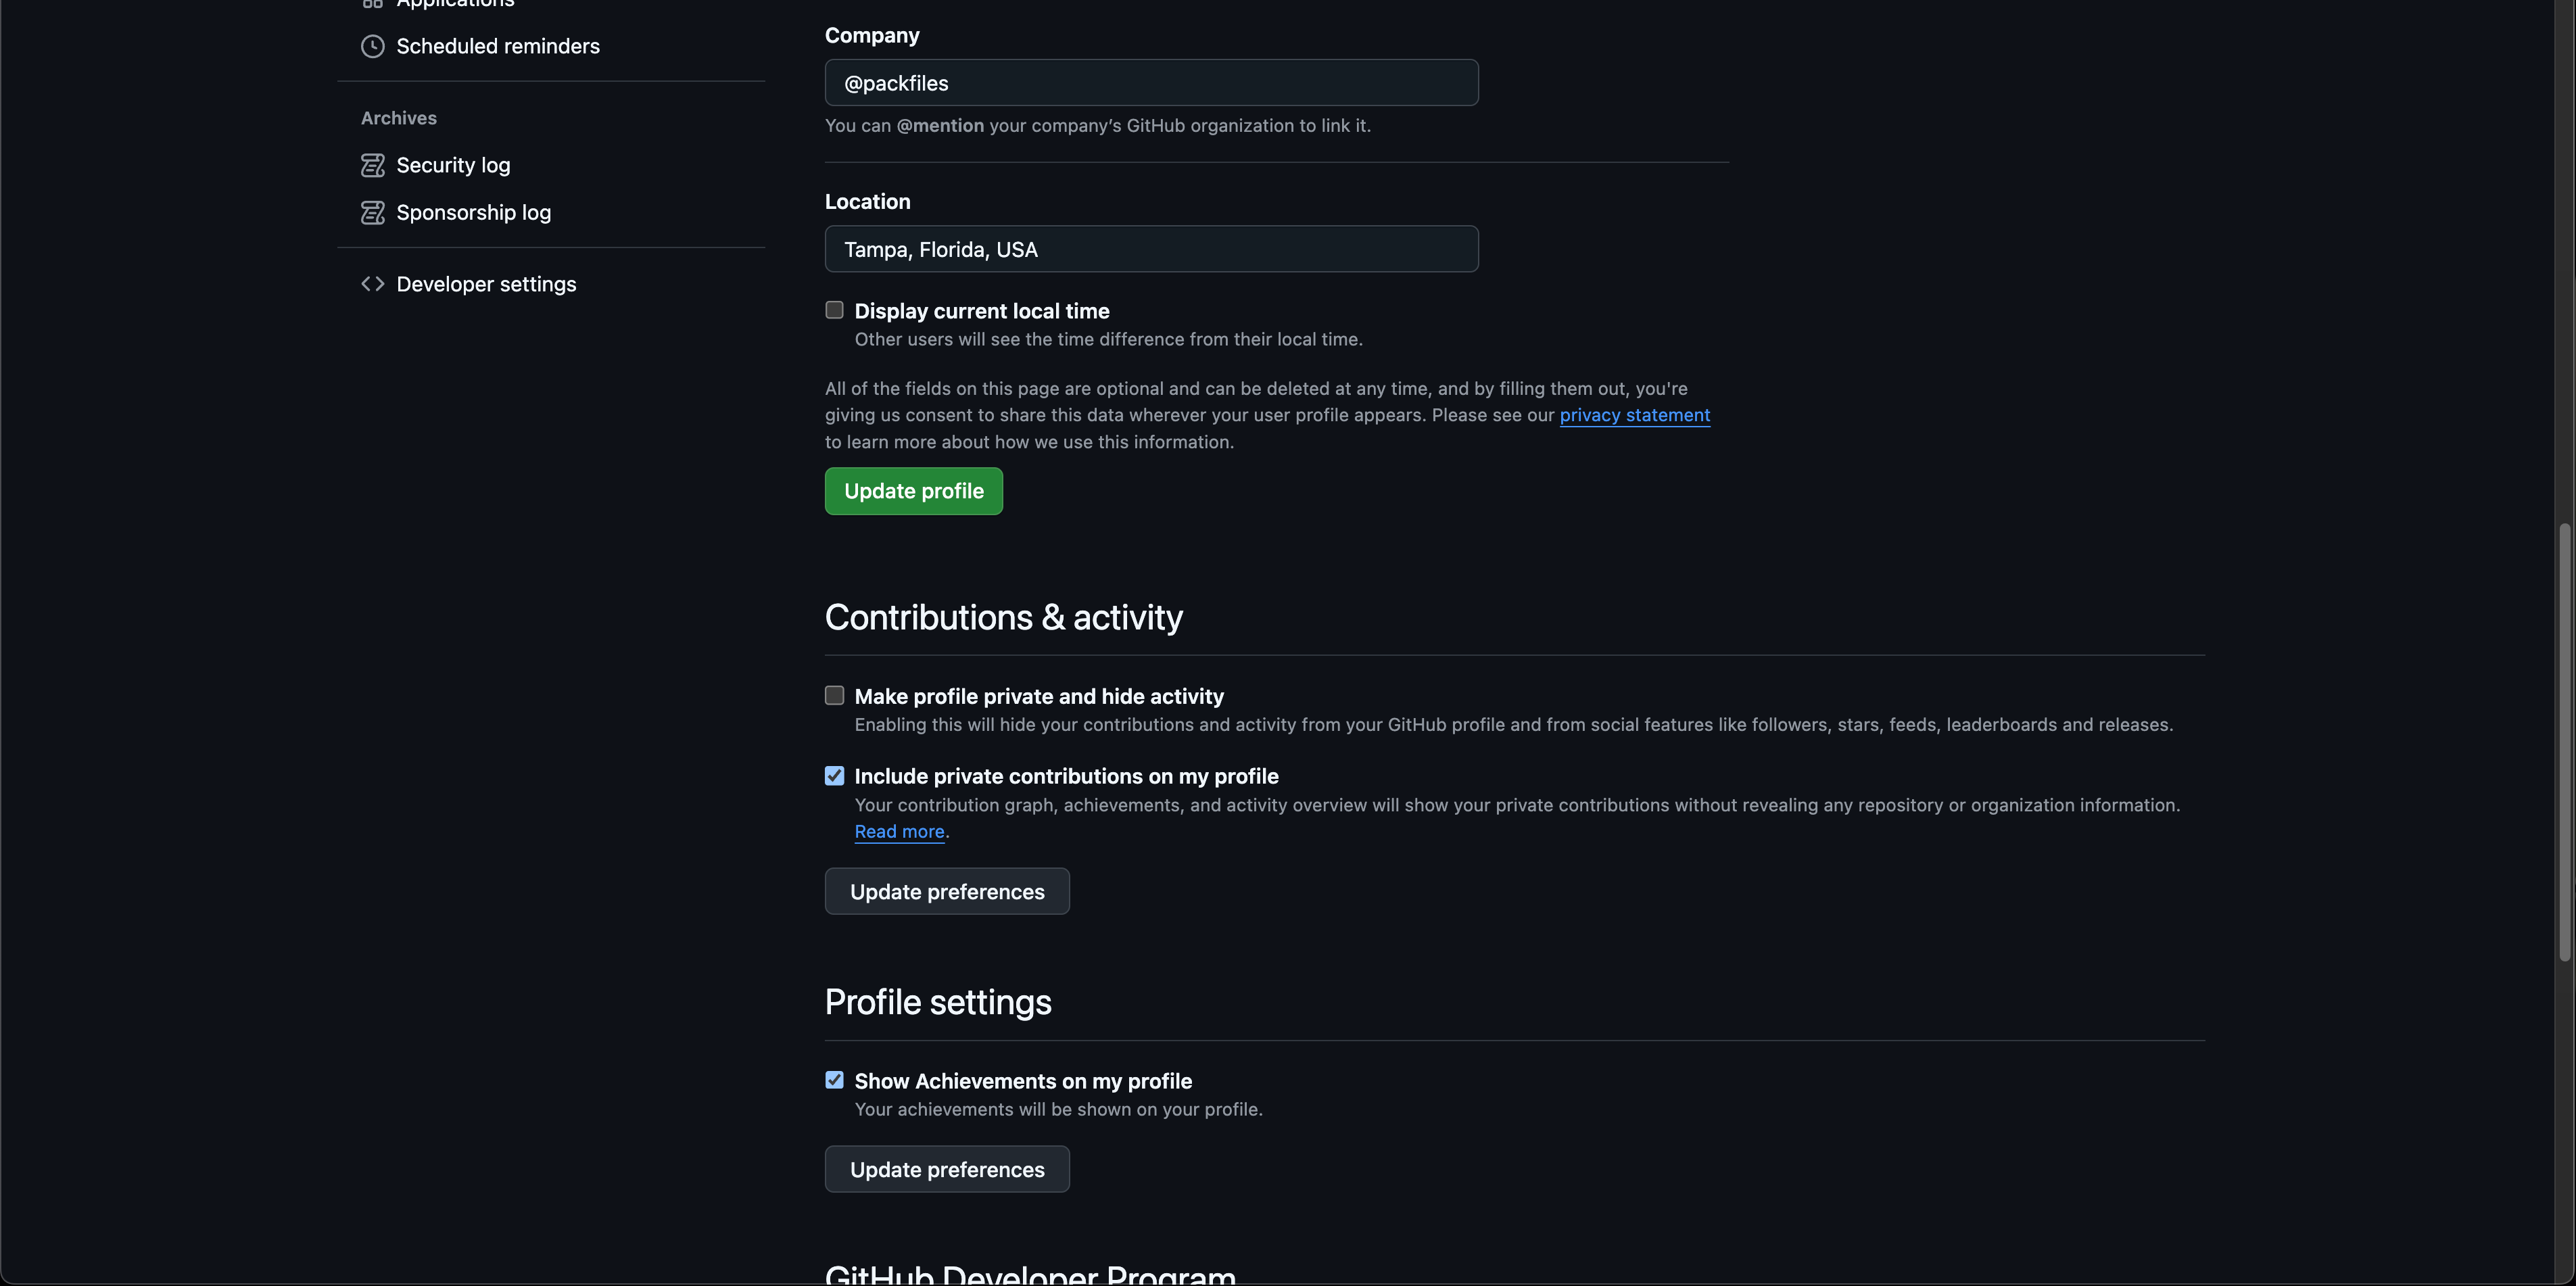 Applications
Scheduled reminders
Archives
Security log
Sponsorship log
Developer settings
Company
@packfiles
You can @mention your company’s GitHub organization to link it.
Location
Tampa, Florida, USA
Display current local time
Other users will see the time difference from their local time.
All of the fields on this page are optional and can be deleted at any time, and by filling them out, you're
giving us consent to share this data wherever your user profile appears. Please see our privacy statement
to learn more about how we use this information.
Update profile
Contributions & activity
Make profile private and hide activity
Enabling this will hide your contributions and activity from your GitHub profile and from social features like followers, stars, feeds, leaderboards and releases.
Include private contributions on my profile
Your contribution graph, achievements, and activity overview will show your private contributions without revealing any repository or organization information.
Read more.
Update preferences
Profile settings
Show Achievements on my profile
Your achievements will be shown on your profile.
Update preferences
GitHub Developer Program